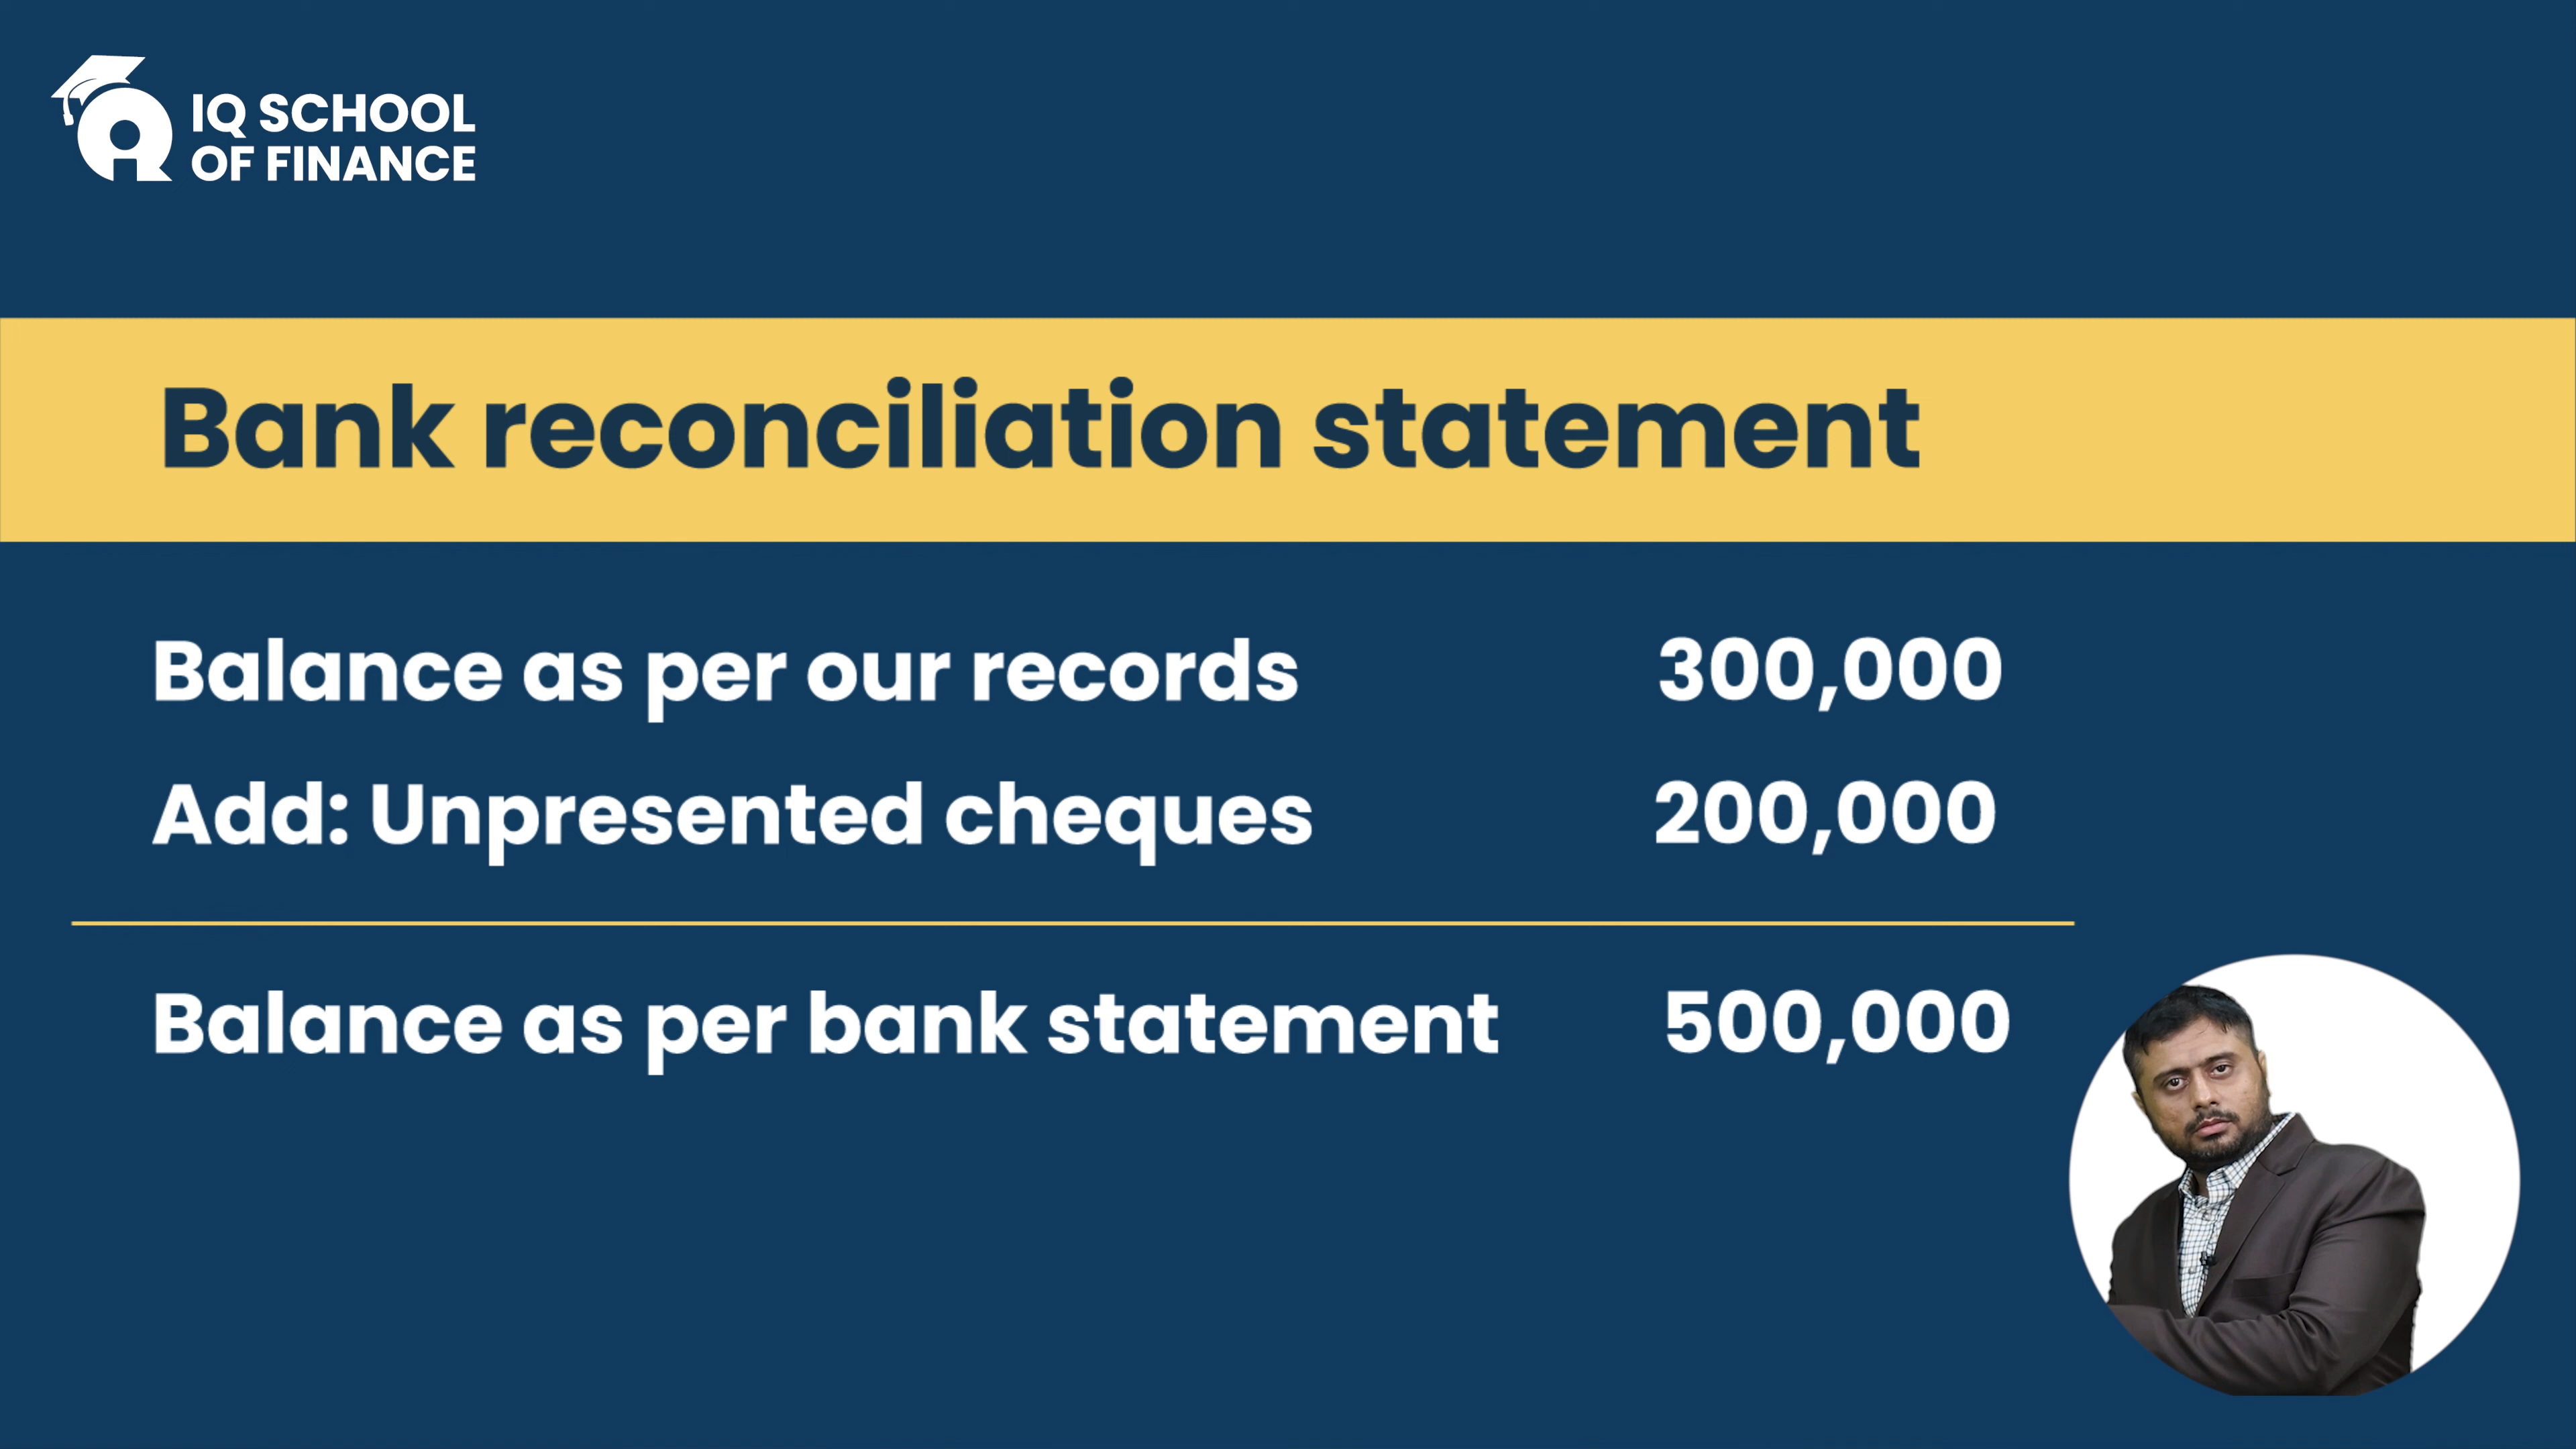 IQ SCHOOL
OF FINANCE
Bank reconciliation statement
Balance as per our records 300,000
Add: Unpresented cheques 200,000
Balance as per bank statement 500,000